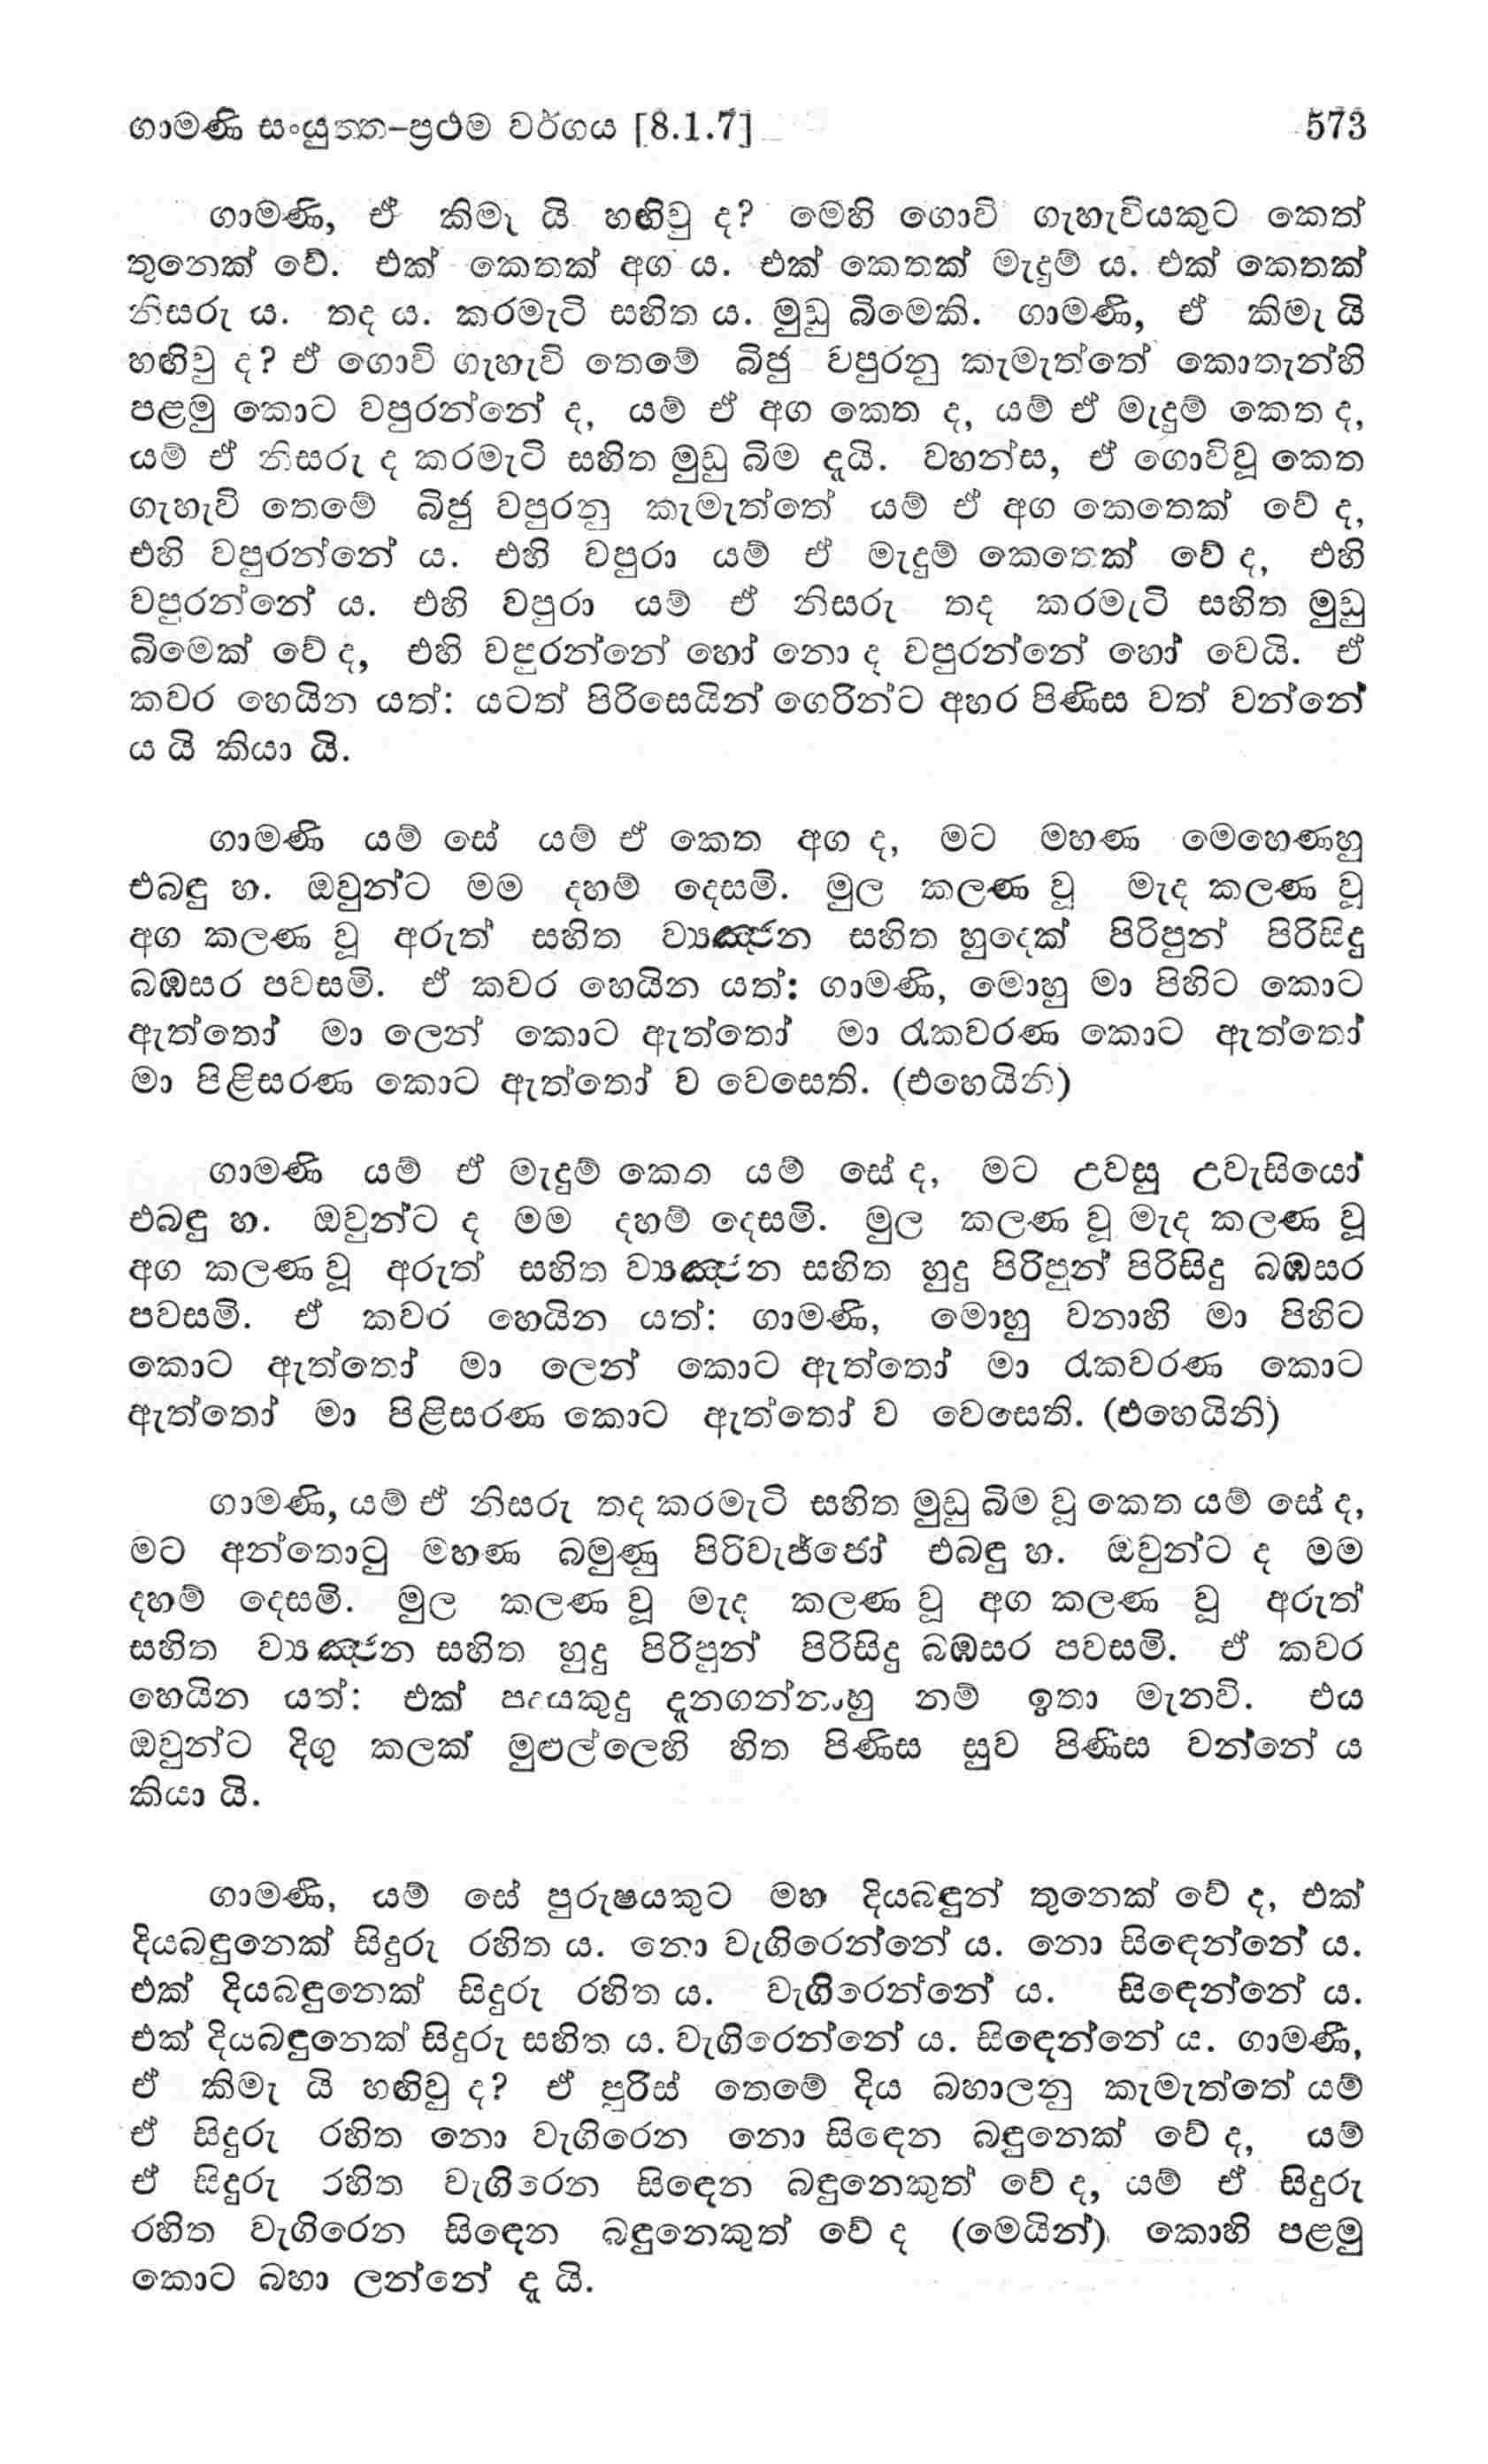 ගාමණි සංයුත්ත–ප්‍රථම වර්ගය [8.1.7] 573
ගාමණි, ඒ කිමැ යි හඟිවු ද? මෙහි ගොවි ගැහැවියකුට කෙත්
තුනෙක් වේ. එක් කෙතක් අග ය. එක් කෙතක් මැදුම් ය. එක් කෙතක්
නිසරු ය. තද ය. කරමැටි සහිත ය. මුඩු බිමෙකි. ගාමණි, ඒ කිමැ යි
හඟිවු ද? ඒ ගොවි ගැහැවි තෙමේ බිජු වපුරනු කැමැත්තේ කොතැන්හි
පළමු කොට වපුරන්නේ ද, යම් ඒ අග කෙත ද, යම් ඒ මැදුම් කෙත ද,
යම් ඒ නිසරු ද කරමැටි සහිත මුඩු බිම දැයි. වහන්ස, ඒ ගොවිවූ කෙත
ගැහැවි තෙමේ බිජු වපුරනු කැමැත්තේ යම් ඒ අග කෙතෙක් වේ ද,
එහි වපුරන්නේ ය. එහි වපුරා යම් ඒ මැදුම් කෙතෙක් වේ ද, එහි
වපුරන්නේ ය. එහි වපුරා යම් ඒ නිසරු තද කරමැටි සහිත මුඩු
බිමෙක් වේ ද, එහි වපුරන්නේ හෝ නො ද වපුරන්නේ හෝ වෙයි. ඒ
කවර හෙයින යත්: යටත් පිරිසෙයින් ගෙරින්ට අහර පිණිස වත් වන්නේ
ය යි කියා යි.
ගාමණි යම් සේ යම් ඒ කෙත අග ද, මට මහණ මෙහෙණහු
එබඳු හ. ඔවුන්ට මම දහම් දෙසමි. මුල කලණ වූ මැද කලණ වූ
අග කලණ වූ අරුත් සහිත ව්‍යඤ්ජන සහිත හුදෙක් පිරිපුන් පිරිසිදු
බඹසර පවසමි. ඒ කවර හෙයින යත්: ගාමණි, මොහු මා පිහිට කොට
ඇත්තෝ මා ලෙන් කොට ඇත්තෝ මා රැකවරණ කොට ඇත්තෝ
මා පිළිසරණ කොට ඇත්තෝ ව වෙසෙති. (එහෙයිනි)
ගාමණි යම් ඒ මැදුම් කෙත යම් සේ ද, මට උවසු උවැසියෝ
එබඳු හ. ඔවුන්ට ද මම දහම් දෙසමි. මුල කලණ වූ මැද කලණ වූ
අග කලණ වූ අරුත් සහිත ව්‍යඤ්ජන සහිත හුදු පිරිපුන් පිරිසිදු බඹසර
පවසමි. ඒ කවර හෙයින යත්: ගාමණි, මොහු වනාහි මා පිහිට
කොට ඇත්තෝ මා ලෙන් කොට ඇත්තෝ මා රැකවරණ කොට
ඇත්තෝ මා පිළිසරණ කොට ඇත්තෝ ව වෙසෙති. (එහෙයිනි)
ගාමණි, යම් ඒ නිසරු තද කරමැටි සහිත මුඩු බිම වූ කෙත යම් සේ ද,
මට අන්තොටු මහණ බමුණු පිරිවැජ්ජෝ එබඳු හ. ඔවුන්ට ද මම
දහම් දෙසමි. මුල කලණ වූ මැද කලණ වූ අග කලණ වූ අරුත්
සහිත ව්‍යඤ්ජන සහිත හුදු පිරිපුන් පිරිසිදු බඹසර පවසමි. ඒ කවර
හෙයින යත්: එක් පදයකුදු දැනගන්නාහු නම් ඉතා මැනවි. එය
ඔවුන්ට දිගු කලක් මුළුල්ලෙහි හිත පිණිස සුව පිණිස වන්නේ ය
කියා යි.
ගාමණි, යම් සේ පුරුෂයකුට මහ දියබඳුන් තුනෙක් වේ ද, එක්
දියබඳුනෙක් සිදුරු රහිත ය. නො වැගිරෙන්නේ ය. නො සිඳෙන්නේ ය.
එක් දියබඳුනෙක් සිදුරු රහිත ය. වැගිරෙන්නේ ය. සිඳෙන්නේ ය.
එක් දියබඳුනෙක් සිදුරු සහිත ය. වැගිරෙන්නේ ය. සිඳෙන්නේ ය. ගාමණි,
ඒ කිමැ යි හඟිවු ද? ඒ පුරිස් තෙමේ දිය බහාලනු කැමැත්තේ යම්
ඒ සිදුරු රහිත නො වැගිරෙන නො සිඳෙන බඳුනෙක් වේ ද, යම්
ඒ සිදුරු රහිත වැගිරෙන සිඳෙන බඳුනෙකුත් වේ ද, යම් ඒ සිදුරු
රහිත වැගිරෙන සිඳෙන බඳුනෙකුත් වේ ද (මෙයින්) කොහි පළමු
කොට බහා ලන්නේ දැ යි.